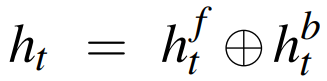 h_t = h_t^f ⊕ h_t^b